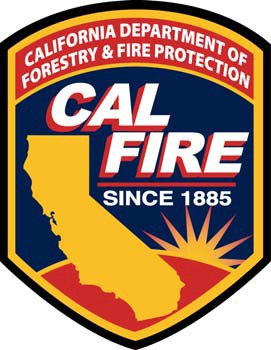 CALIFORNIA DEPARTMENT OF
FORESTRY & FIRE PROTECTION
CAL
FIRE
SINCE 1885